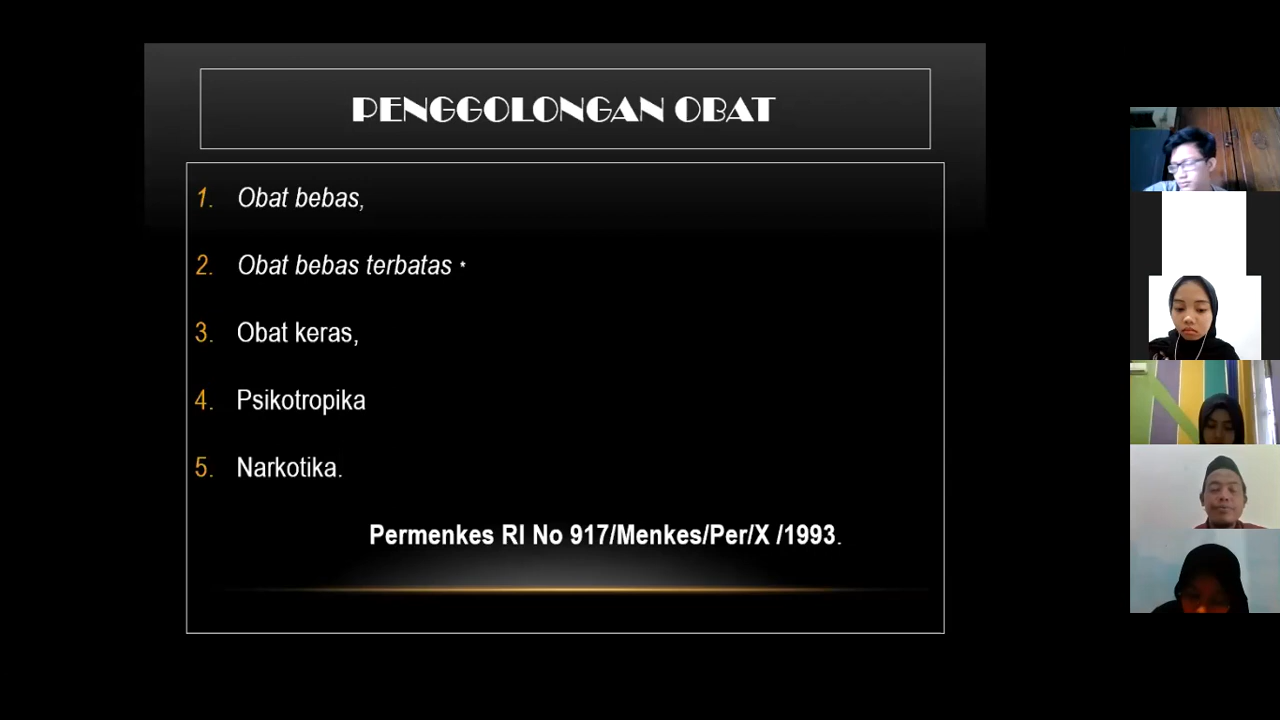 PENGGOLONGAN OBAT
1. Obat bebas,
2. Obat bebas terbatas *
3. Obat keras,
4. Psikotropika
5. Narkotika.
Permenkes RI No 917/Menkes/Per/X /1993.